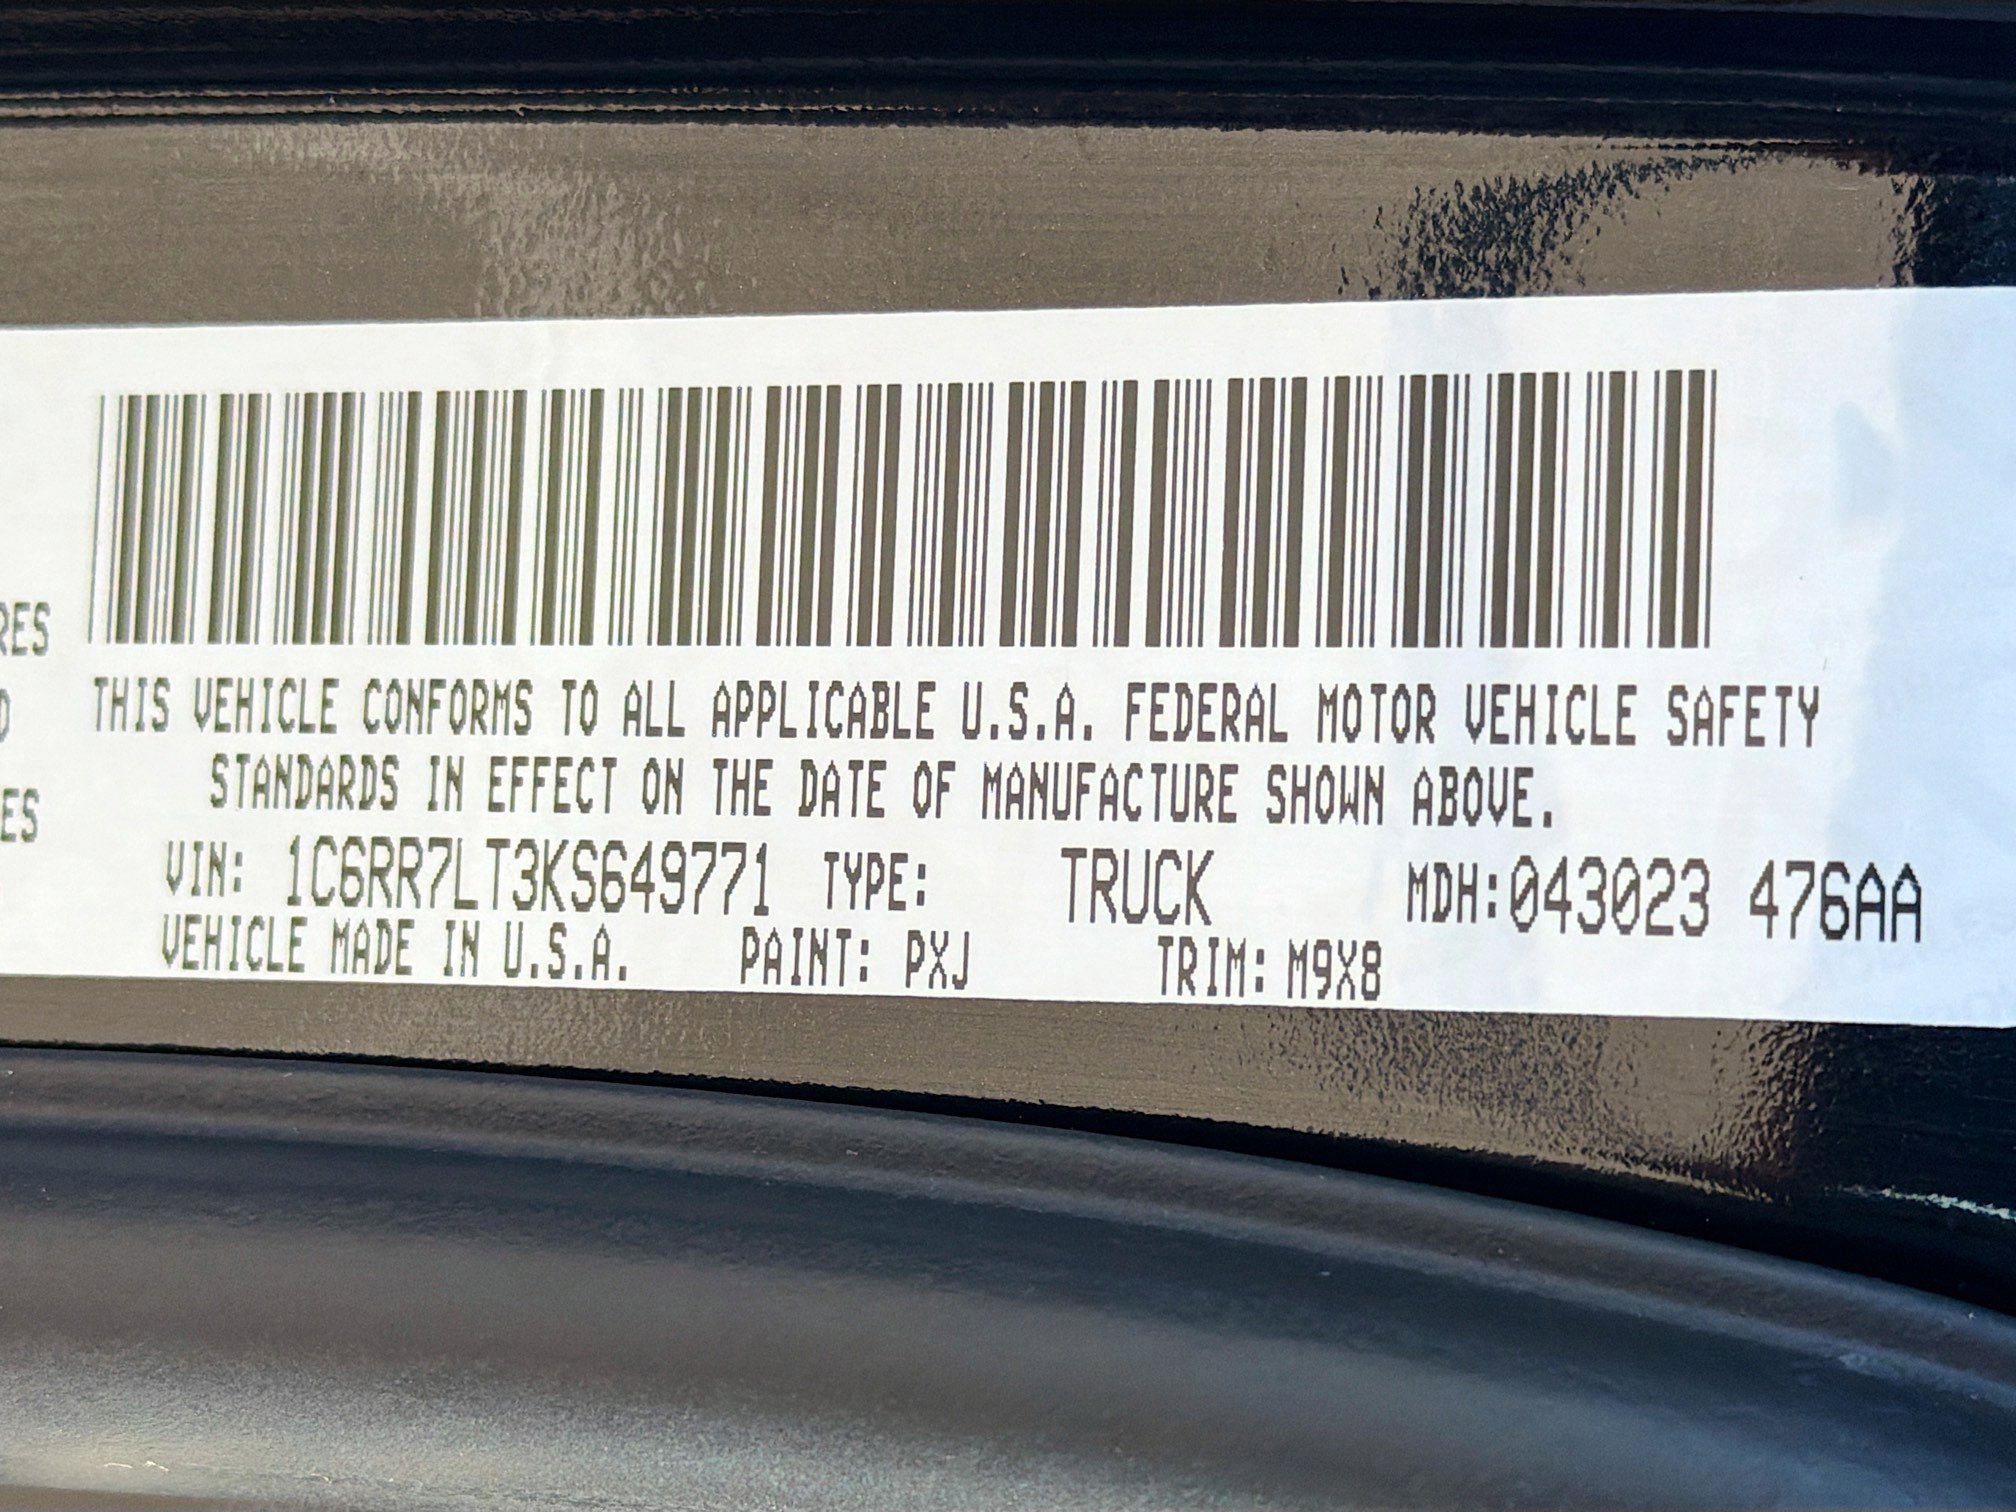 RES
D
THIS VEHICLE CONFORMS TO ALL APPLICABLE U.S.A. FEDERAL MOTOR VEHICLE SAFETY
STANDARDS IN EFFECT ON THE DATE OF MANUFACTURE SHOWN ABOVE.
ES
VIN: 1C6RR7LT3KS649771 TYPE: TRUCK MDH:043023 476AA
VEHICLE MADE IN U.S.A. PAINT: PXJ TRIM: M9X8